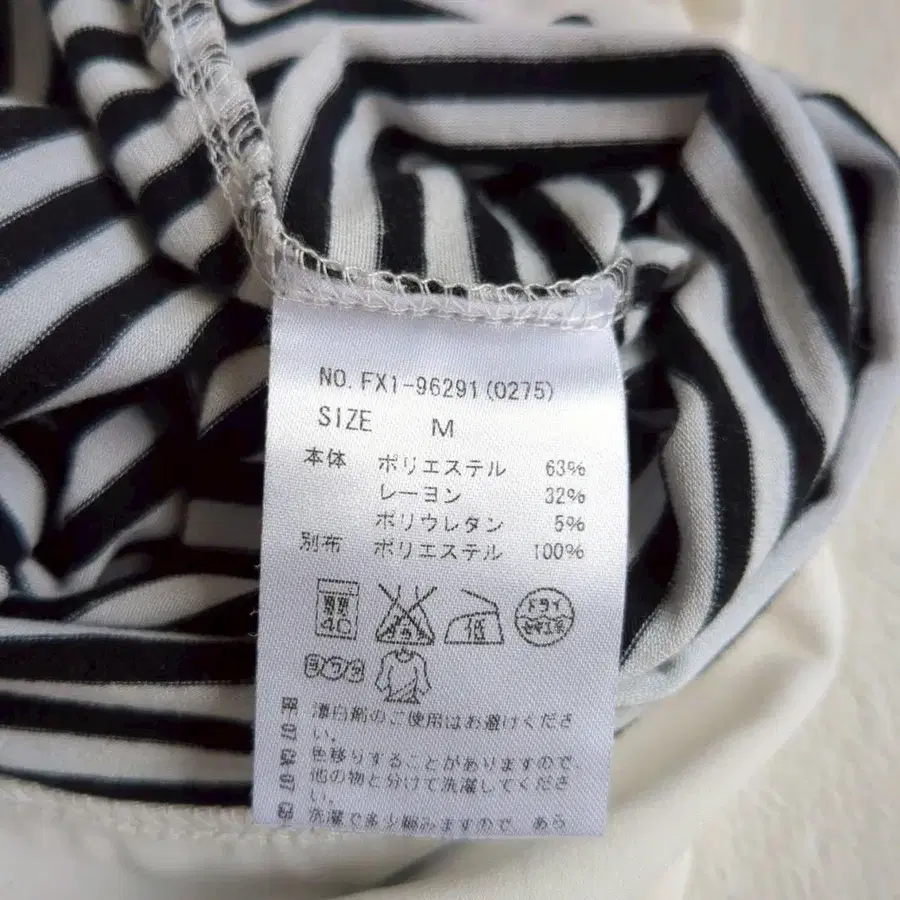 NO. FX1-96291(0275)
SIZE M
本体 ポリエステル 63%
レーヨン 32%
ポリウレタン 5%
別布 ポリエステル 100%
40 低 ドライ
ヨワク
漂白剤のご使用はお避けくださ
い。
色移りすることがありますので、
他の物と分けて洗濯してくださ
い。
洗濯で多少縮みますので あら